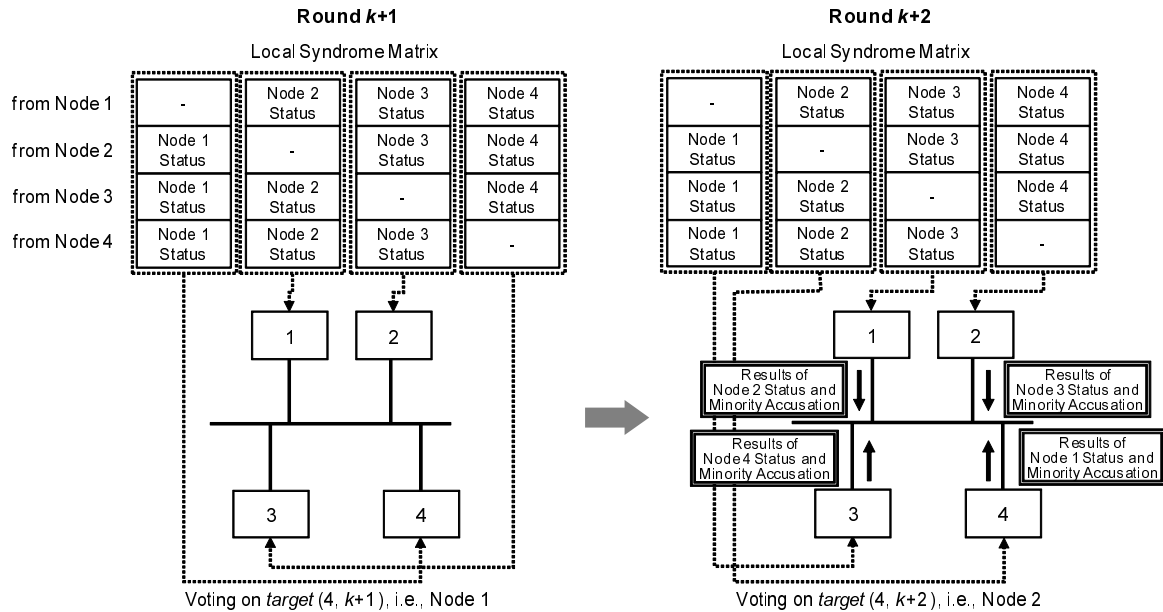 Round k+1
Local Syndrome Matrix
from Node 1
-
Node 2
Status
Node 3
Status
Node 4
Status
from Node 2
Node 1
Status
-
Node 3
Status
Node 4
Status
from Node 3
Node 1
Status
Node 2
Status
-
Node 4
Status
from Node 4
Node 1
Status
Node 2
Status
Node 3
Status
-
1
2
3
4
Voting on target (4, k+1), i.e., Node 1
Round k+2
Local Syndrome Matrix
-
Node 2
Status
Node 3
Status
Node 4
Status
Node 1
Status
-
Node 3
Status
Node 4
Status
Node 1
Status
Node 2
Status
-
Node 4
Status
Node 1
Status
Node 2
Status
Node 3
Status
-
1
2
Results of
Node 2 Status and
Minority Accusation
Results of
Node 3 Status and
Minority Accusation
Results of
Node 4 Status and
Minority Accusation
Results of
Node 1 Status and
Minority Accusation
3
4
Voting on target (4, k+2), i.e., Node 2